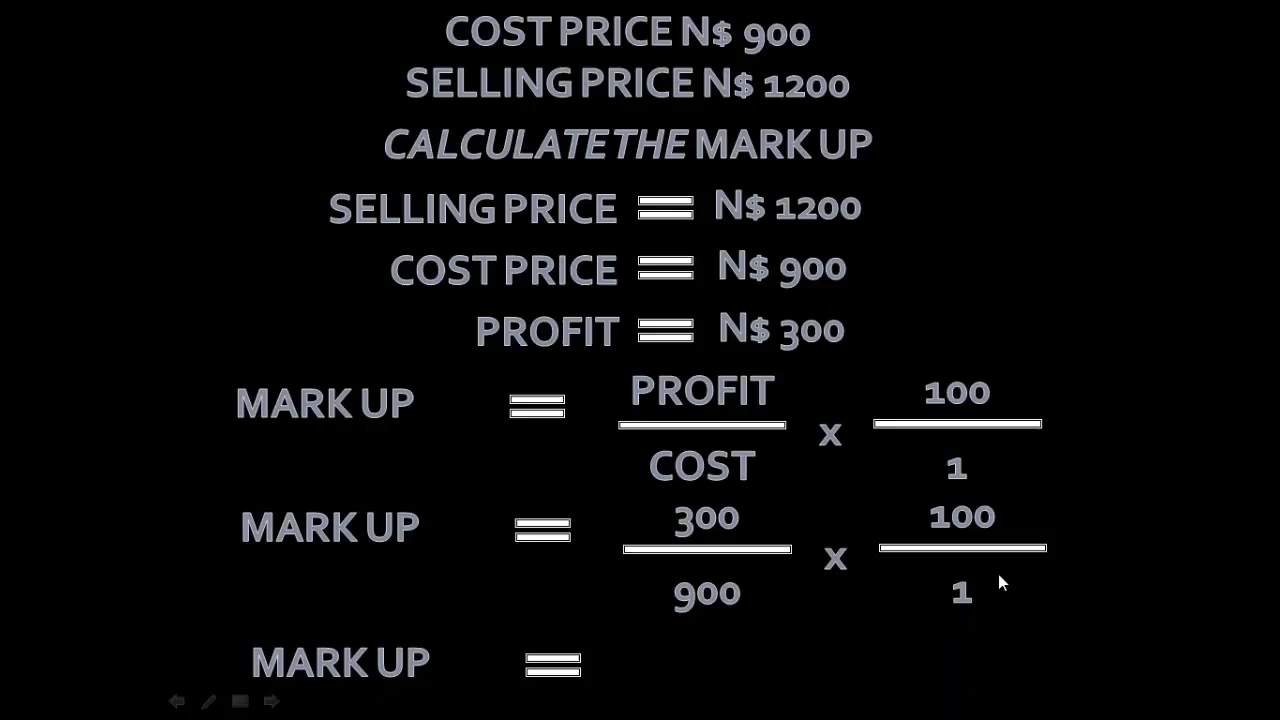 COST PRICE N$ 900
SELLING PRICE N$ 1200
CALCULATE THE MARK UP
SELLING PRICE = N$ 1200
COST PRICE = N$ 900
PROFIT = N$ 300
MARK UP = PROFIT / COST x 100 / 1
MARK UP = 300 / 900 x 100 / 1
MARK UP =